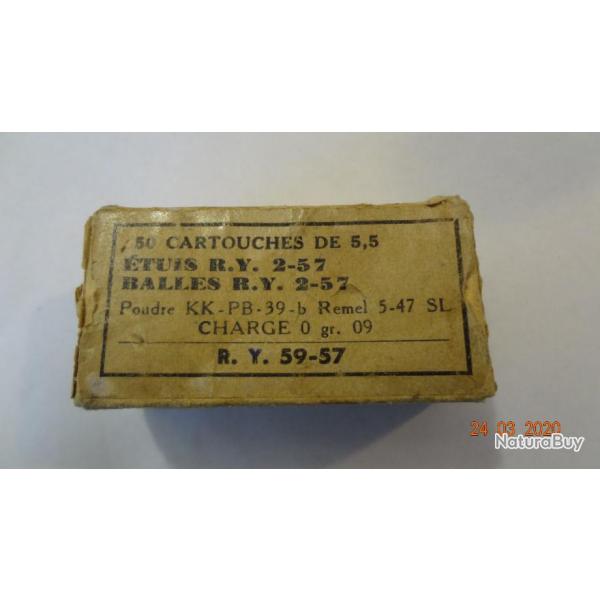 50 CARTOUCHES DE 5,5
ÉTUIS R.Y. 2-57
BALLES R.Y. 2-57
Poudre KK-PB-39-b Remel 5-47 SL
CHARGE 0 gr. 09
R. Y. 59-57
24 03 2020
NaturaBuy